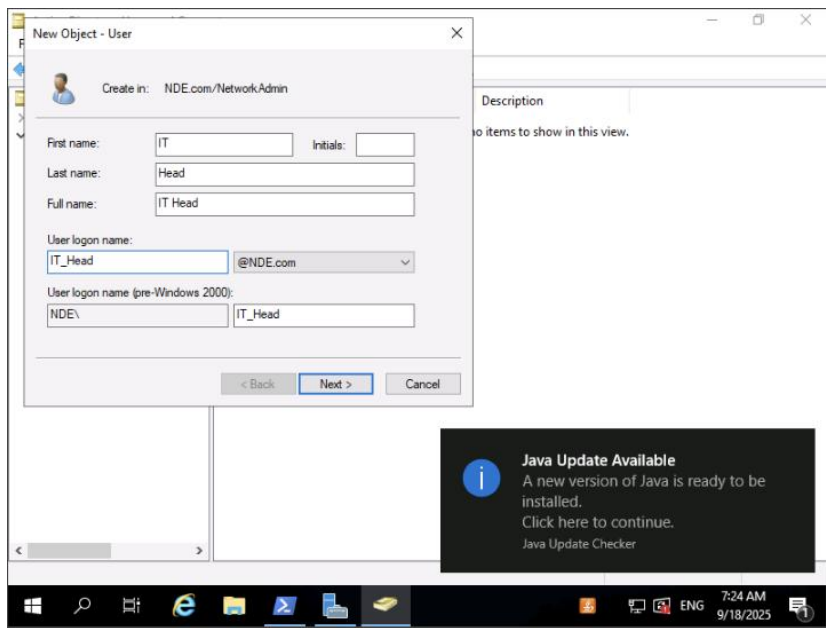 New Object - User
Create in: NDE.com/NetworkAdmin
Description
no items to show in this view.
First name: IT Initials:
Last name: Head
Full name: IT Head
User logon name:
IT_Head @NDE.com
User logon name (pre-Windows 2000):
NDE\ IT_Head
< Back Next > Cancel
Java Update Available
A new version of Java is ready to be
installed.
Click here to continue.
Java Update Checker
ENG
7:24 AM
9/18/2025
1